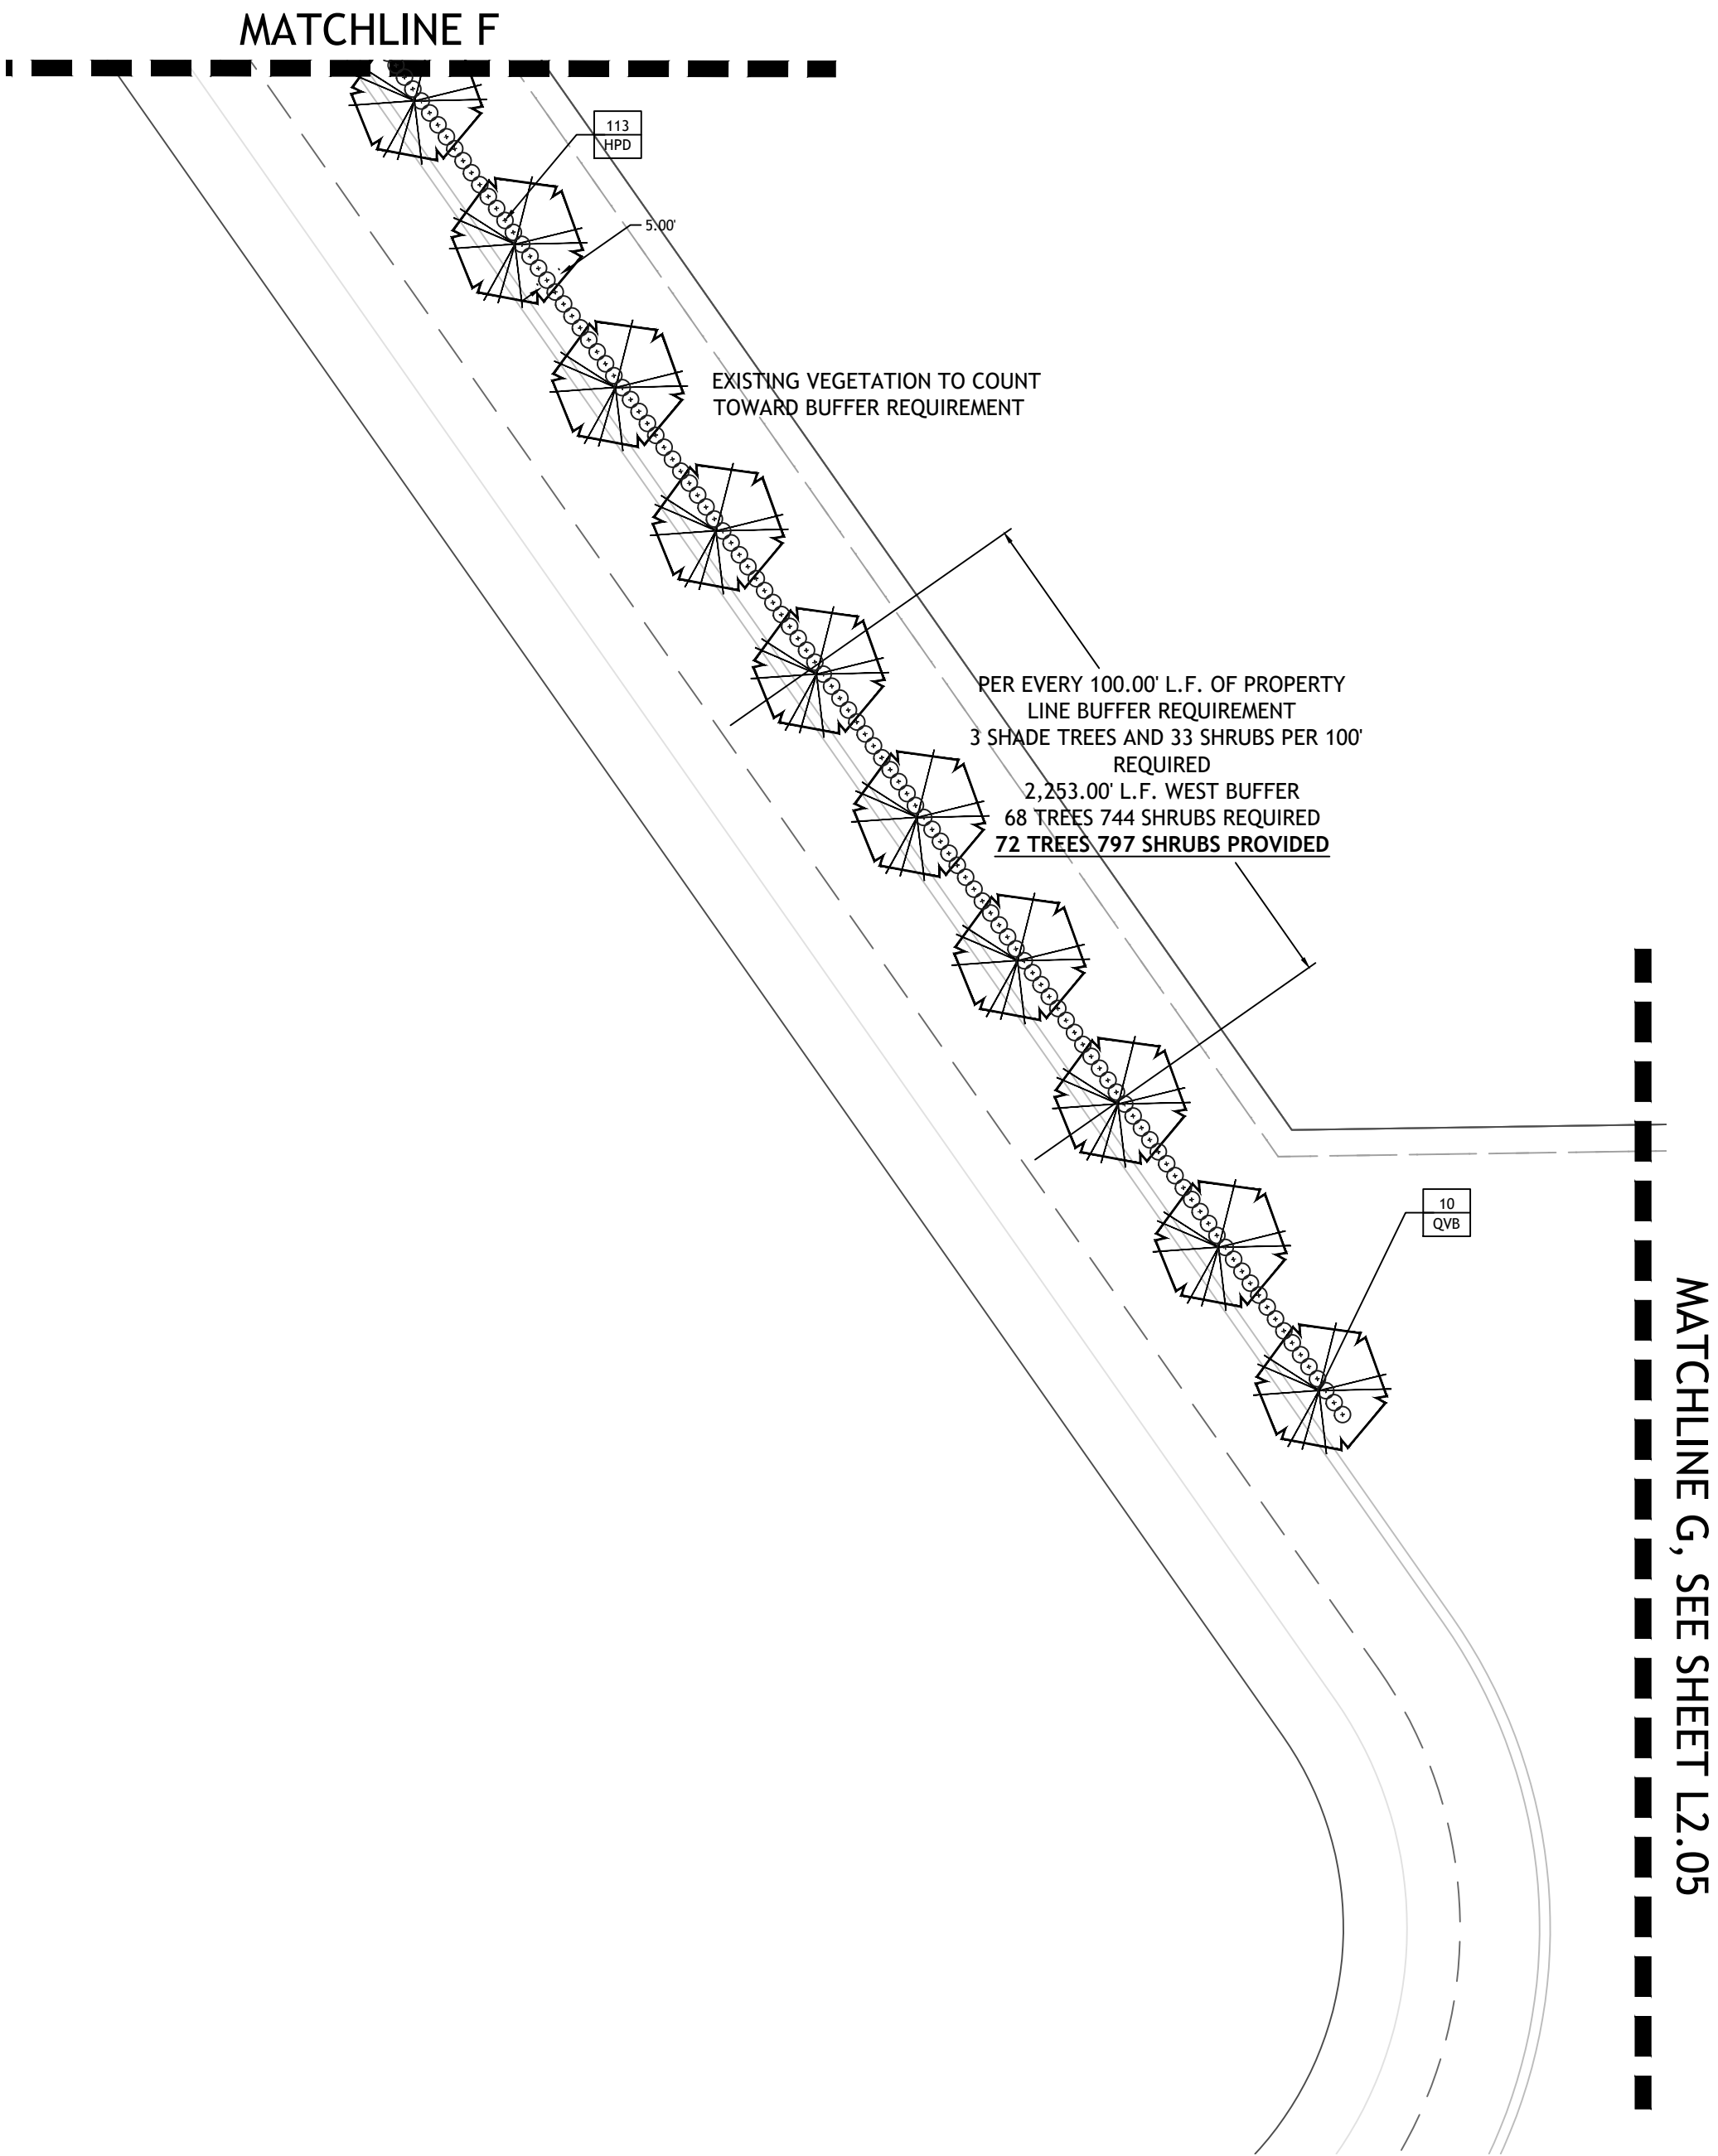 MATCHLINE F
113
HPD
5.00'
EXISTING VEGETATION TO COUNT
TOWARD BUFFER REQUIREMENT
PER EVERY 100.00' L.F. OF PROPERTY
LINE BUFFER REQUIREMENT
3 SHADE TREES AND 33 SHRUBS PER 100'
REQUIRED
2,253.00' L.F. WEST BUFFER
68 TREES 744 SHRUBS REQUIRED
72 TREES 797 SHRUBS PROVIDED
10
QVB
MATCHLINE G, SEE SHEET L2.05